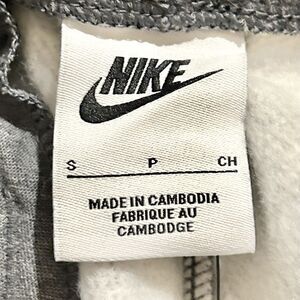 NIKE
S P CH
MADE IN CAMBODIA
FABRIQUE AU
CAMBODGE